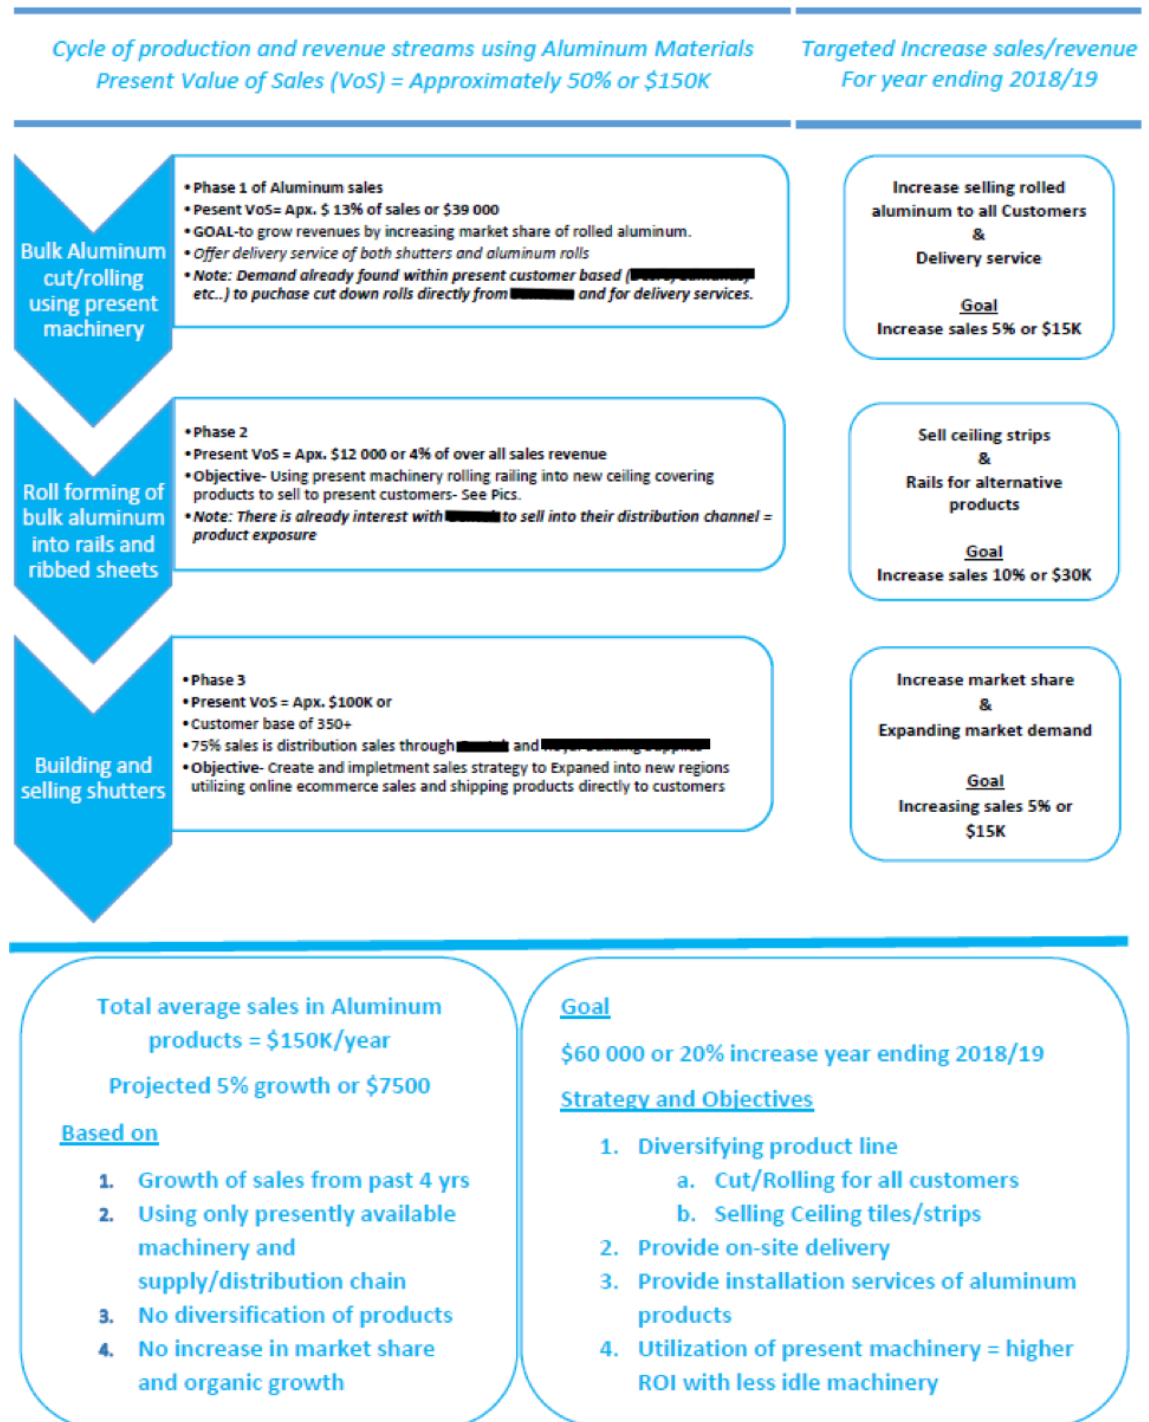 Cycle of production and revenue streams using Aluminum Materials
Present Value of Sales (VoS) = Approximately 50% or $150K
Targeted Increase sales/revenue
For year ending 2018/19
Bulk Aluminum
cut/rolling
using present
machinery
• Phase 1 of Aluminum sales
• Pesent VoS= Apx. $ 13% of sales or $39 000
• GOAL-to grow revenues by increasing market share of rolled aluminum.
• Offer delivery service of both shutters and aluminum rolls
• Note: Demand already found within present customer based (
etc..) to puchase cut down rolls directly from and for delivery services.
Increase selling rolled
aluminum to all Customers
&
Delivery service
Goal
Increase sales 5% or $15K
Roll forming of
bulk aluminum
into rails and
ribbed sheets
• Phase 2
• Present VoS = Apx. $12 000 or 4% of over all sales revenue
• Objective- Using present machinery rolling railing into new ceiling covering
products to sell to present customers- See Pics.
• Note: There is already interest with to sell into their distribution channel =
product exposure
Sell ceiling strips
&
Rails for alternative
products
Goal
Increase sales 10% or $30K
Building and
selling shutters
• Phase 3
• Present VoS = Apx. $100K or
• Customer base of 350+
• 75% sales is distribution sales through and
• Objective- Create and impletment sales strategy to Expaned into new regions
utilizing online ecommerce sales and shipping products directly to customers
Increase market share
&
Expanding market demand
Goal
Increasing sales 5% or
$15K
Total average sales in Aluminum
products = $150K/year
Projected 5% growth or $7500
Based on
1. Growth of sales from past 4 yrs
2. Using only presently available
machinery and
supply/distribution chain
3. No diversification of products
4. No increase in market share
and organic growth
Goal
$60 000 or 20% increase year ending 2018/19
Strategy and Objectives
1. Diversifying product line
a. Cut/Rolling for all customers
b. Selling Ceiling tiles/strips
2. Provide on-site delivery
3. Provide installation services of aluminum
products
4. Utilization of present machinery = higher
ROI with less idle machinery